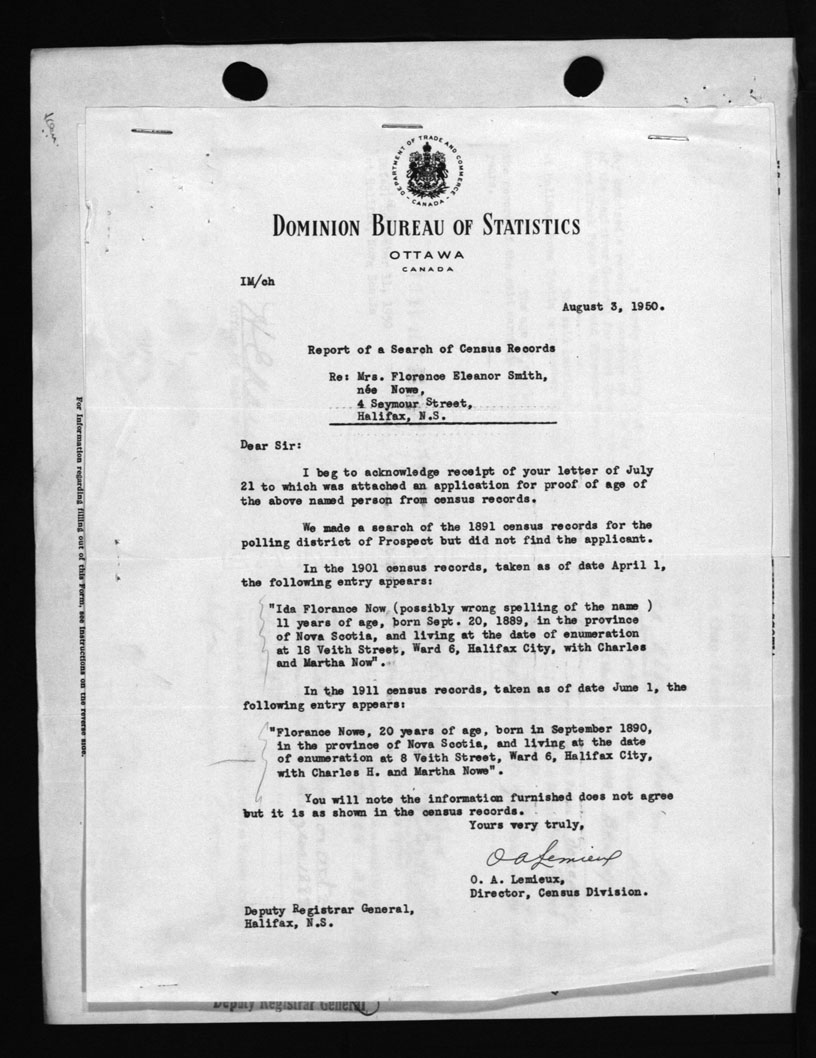 DEPARTMENT OF TRADE AND COMMERCE
- CANADA -
DOMINION BUREAU OF STATISTICS
OTTAWA
CANADA
IM/ch
August 3, 1950.
Report of a Search of Census Records
Re: Mrs. Florence Eleanor Smith,
née Nowe,
4 Seymour Street,
Halifax, N.S.
Dear Sir:
I beg to acknowledge receipt of your letter of July
21 to which was attached an application for proof of age of
the above named person from census records.
We made a search of the 1891 census records for the
polling district of Prospect but did not find the applicant.
In the 1901 census records, taken as of date April 1,
the following entry appears:
"Ida Florance Now (possibly wrong spelling of the name )
11 years of age, born Sept. 20, 1889, in the province
of Nova Scotia, and living at the date of enumeration
at 18 Veith Street, Ward 6, Halifax City, with Charles
and Martha Now".
In the 1911 census records, taken as of date June 1, the
following entry appears:
"Florance Nowe, 20 years of age, born in September 1890,
in the province of Nova Scotia, and living at the date
of enumeration at 8 Veith Street, Ward 6, Halifax City,
with Charles H. and Martha Nowe".
You will note the information furnished does not agree
but it is as shown in the census records.
Yours very truly,
O A Lemieux
O. A. Lemieux,
Director, Census Division.
Deputy Registrar General,
Halifax, N.S.
Deputy Registrar General
For Information regarding filling out of this Form, see Instructions on the reverse side.